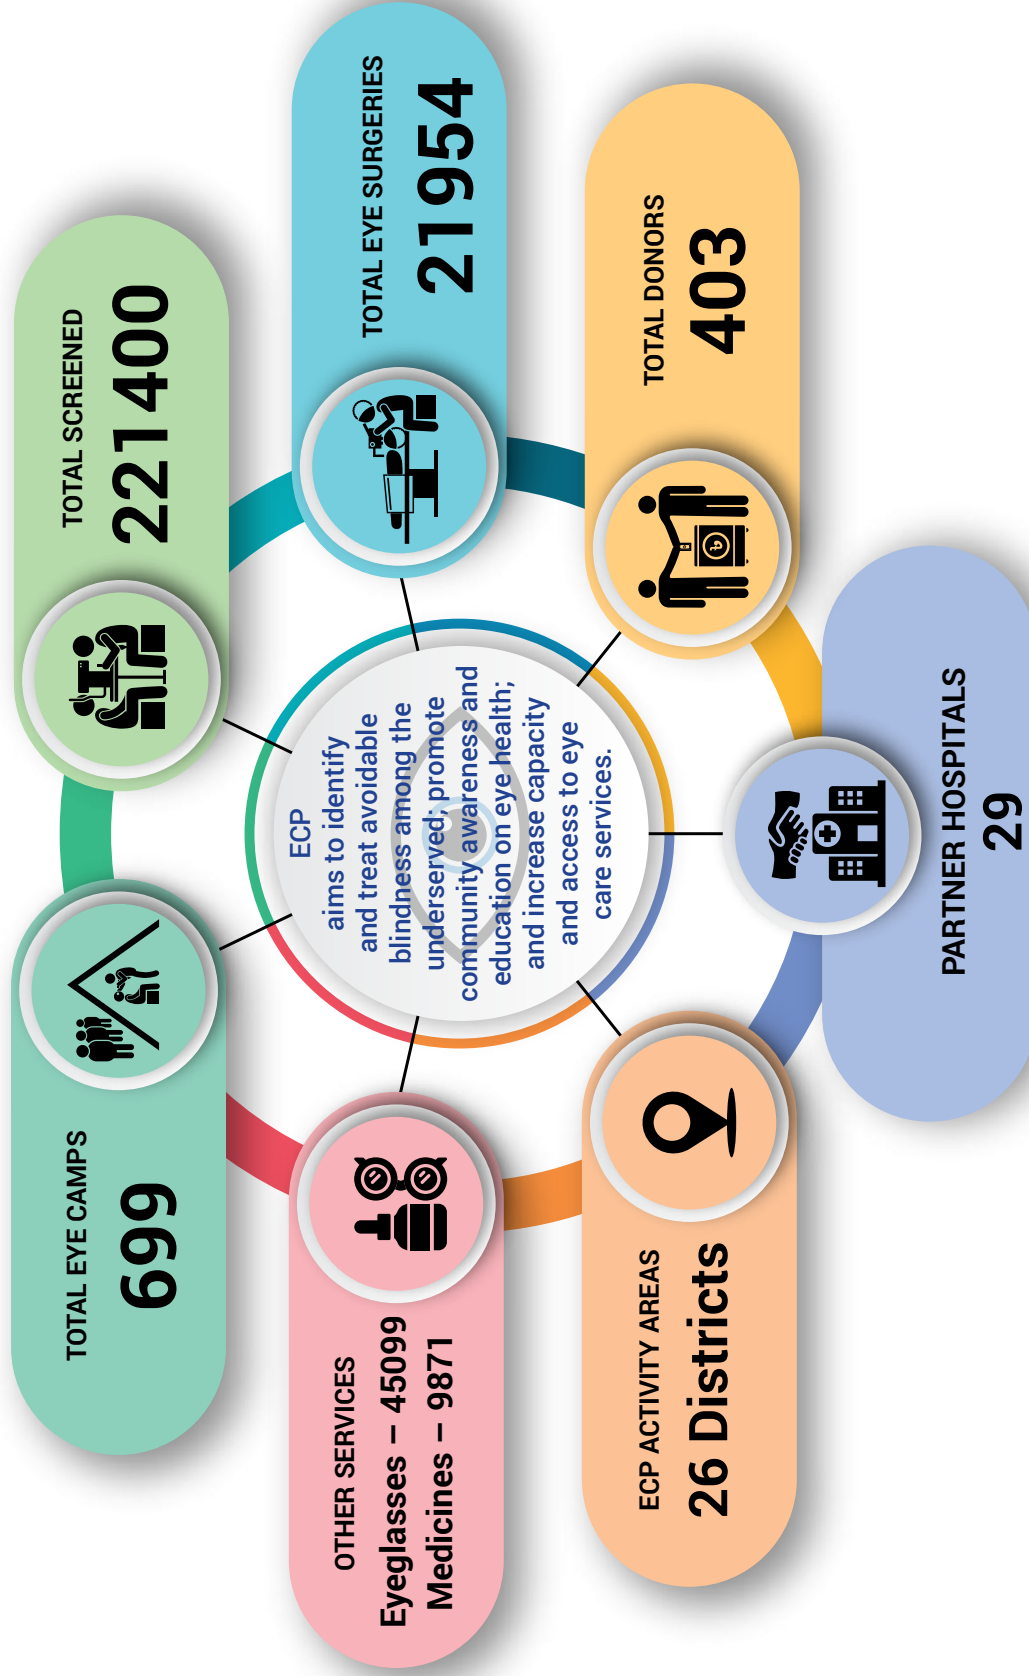 TOTAL EYE CAMPS
699
TOTAL SCREENED
221400
OTHER SERVICES
Eyeglasses – 45099
Medicines – 9871
ECP
aims to identify
and treat avoidable
blindness among the
underserved; promote
community awareness and
education on eye health;
and increase capacity
and access to eye
care services.
TOTAL EYE SURGERIES
21954
ECP ACTIVITY AREAS
26 Districts
TOTAL DONORS
403
PARTNER HOSPITALS
29